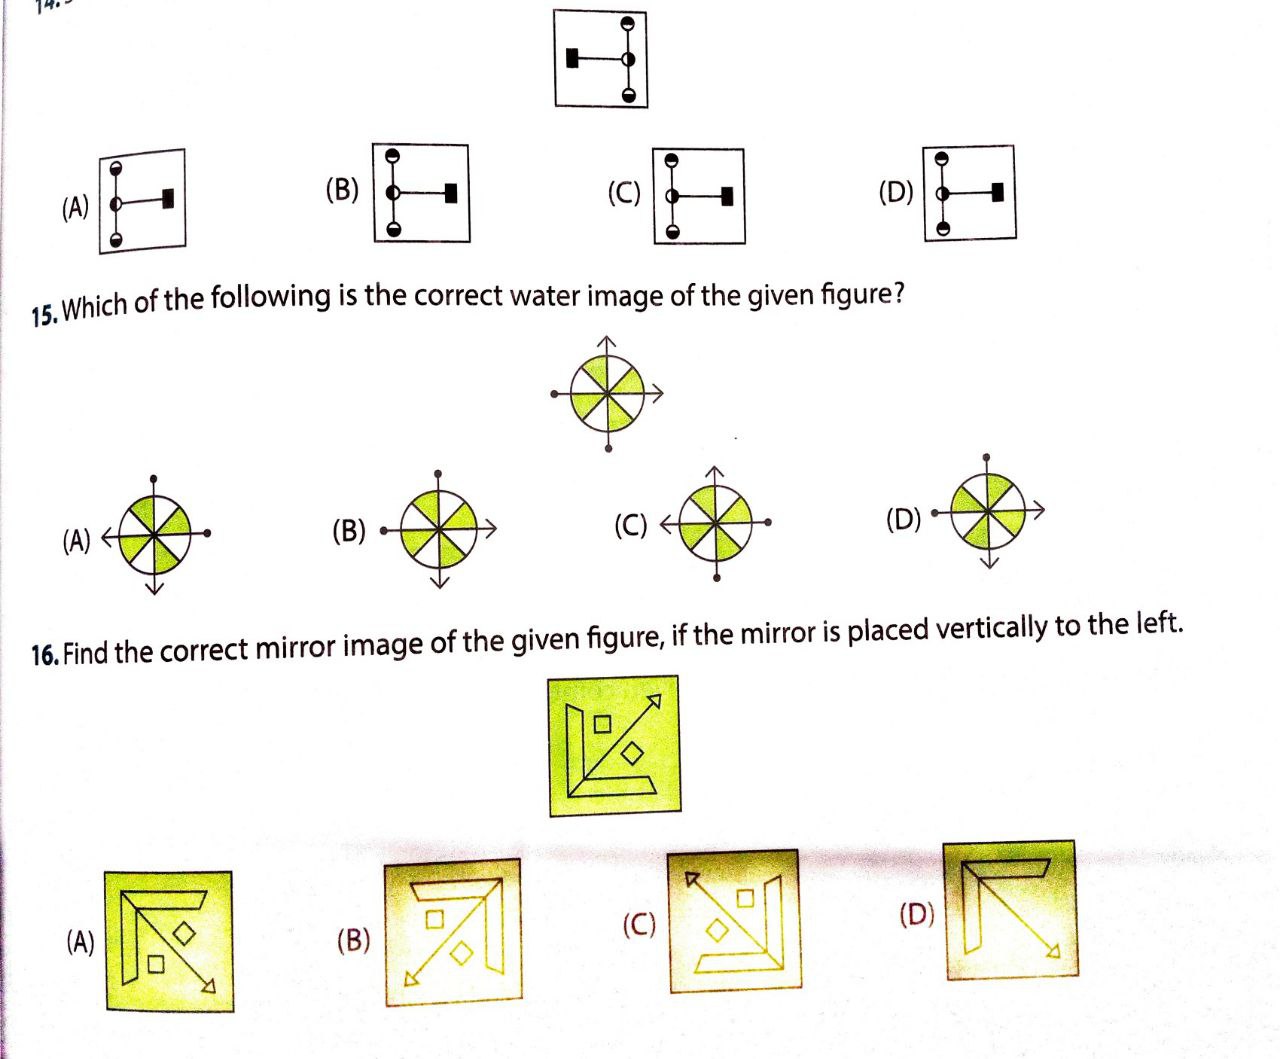 14.
(A) (B) (C) (D)
15. Which of the following is the correct water image of the given figure?
(A) (B) (C) (D)
16. Find the correct mirror image of the given figure, if the mirror is placed vertically to the left.
(A) (B) (C) (D)